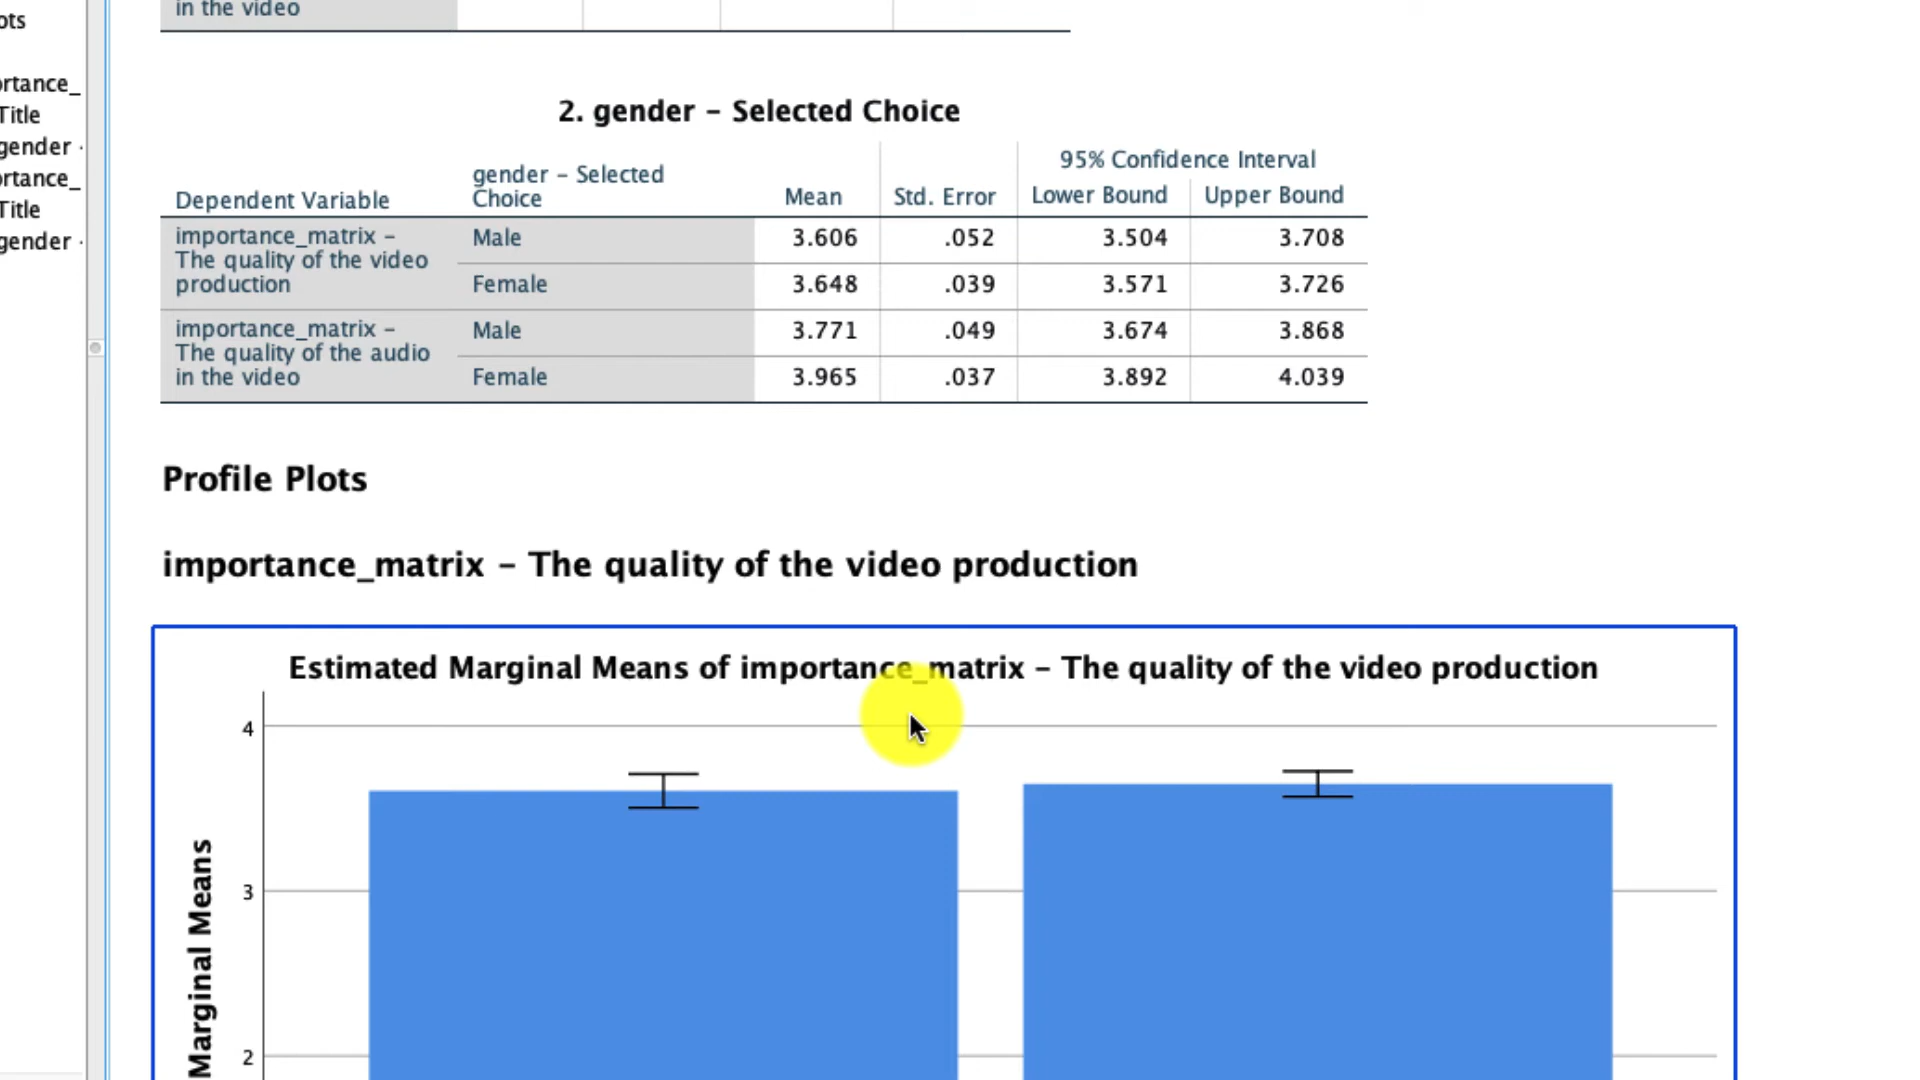 in the video
ots
ortance_
Title
gender
ortance_
Title
gender
2. gender – Selected Choice
Dependent Variable
gender – Selected
Choice
Mean
Std. Error
95% Confidence Interval
Lower Bound
Upper Bound
importance_matrix –
The quality of the video
production
Male 3.606 .052 3.504 3.708
Female 3.648 .039 3.571 3.726
importance_matrix –
The quality of the audio
in the video
Male 3.771 .049 3.674 3.868
Female 3.965 .037 3.892 4.039
Profile Plots
importance_matrix – The quality of the video production
Estimated Marginal Means of importance_matrix – The quality of the video production
4
3
2
Marginal Means